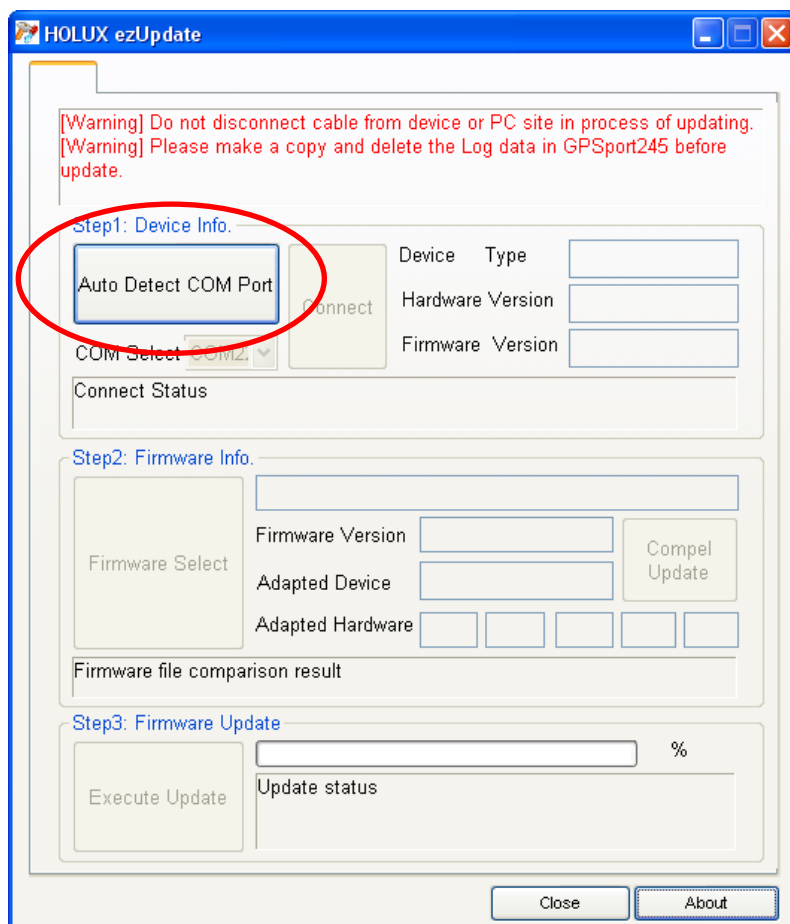 HOLUX ezUpdate
[Warning] Do not disconnect cable from device or PC site in process of updating.
[Warning] Please make a copy and delete the Log data in GPSport245 before
update.
Step1: Device Info.
Auto Detect COM Port
Connect
Device Type
Hardware Version
Firmware Version
COM Select COM2.
Connect Status
Step2: Firmware Info.
Firmware Select
Firmware Version
Adapted Device
Adapted Hardware
Compel
Update
Firmware file comparison result
Step3: Firmware Update
Execute Update
%
Update status
Close
About